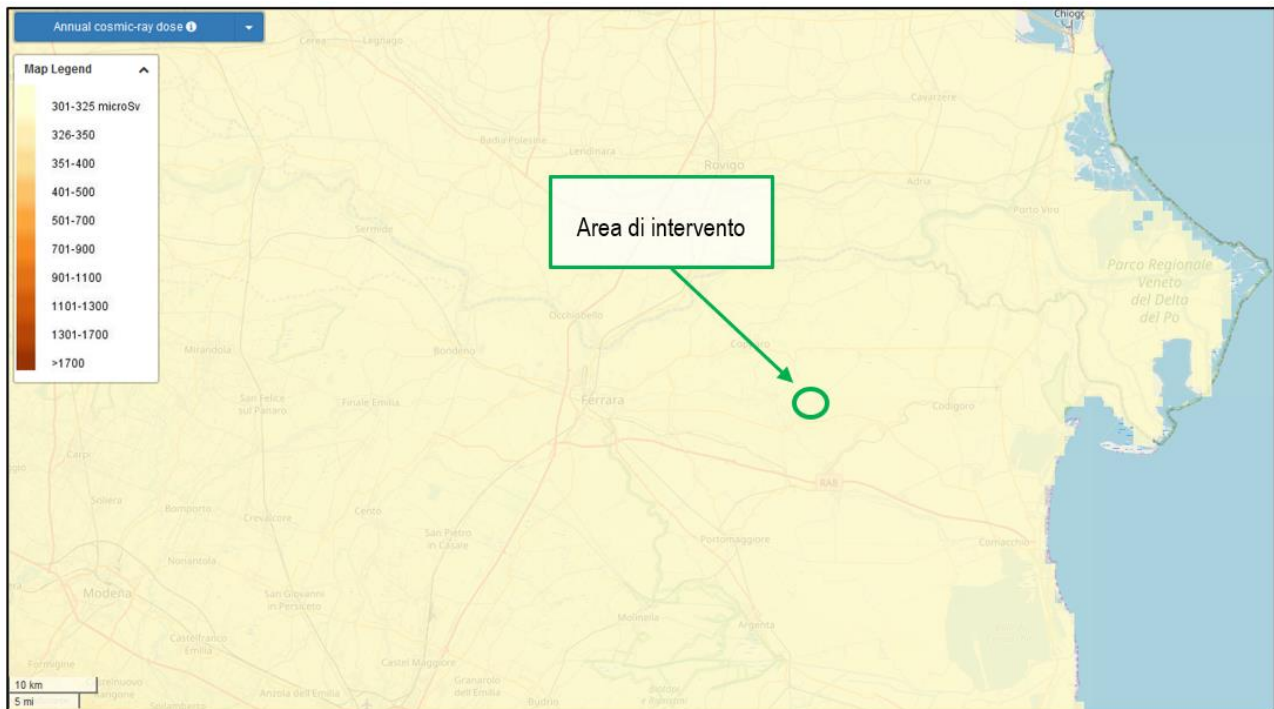 Annual cosmic-ray dose
Map Legend
301-325 microSv
326-350
351-400
401-500
501-700
701-900
901-1100
1101-1300
1301-1700
>1700
Area di intervento
Cerea
Legnago
Cavarzere
Badia Polesine
Lendinara
Rovigo
Adria
Porto Viro
Sermide
Parco Regionale
Veneto
del Delta
del Po
Occhiobello
Mirandola
Bondeno
Copparo
San Felice
sul Panaro
Finale Emilia
Ferrara
Codigoro
Carpi
RA8
Soliera
Bomporto
Crevalcore
Cento
San Pietro
in Casale
Portomaggiore
Comacchio
Nonantola
Modena
San Giovanni
in Persiceto
Molinella
Argenta
Castelfranco
Emilia
Formigine
Castel Maggiore
Granarolo
dell'Emilia
Anzola dell'Emilia
Budrio
10 km
5 mi